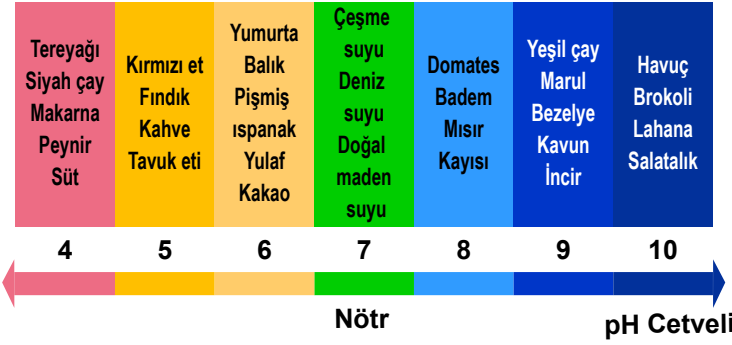 Tereyağı
Siyah çay
Makarna
Peynir
Süt
Kırmızı et
Fındık
Kahve
Tavuk eti
Yumurta
Balık
Pişmiş
ıspanak
Yulaf
Kakao
Çeşme
suyu
Deniz
suyu
Doğal
maden
suyu
Domates
Badem
Mısır
Kayısı
Yeşil çay
Marul
Bezelye
Kavun
İncir
Havuç
Brokoli
Lahana
Salatalık
4 5 6 7 8 9 10
Nötr
pH Cetveli